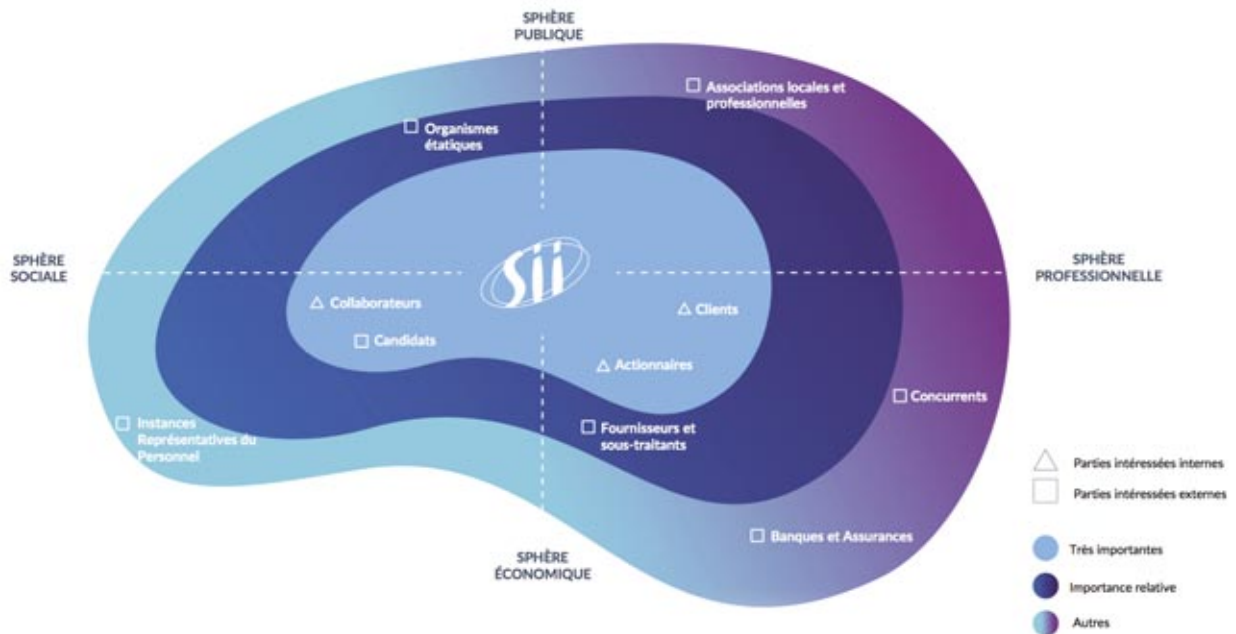 SPHÈRE
PUBLIQUE
Associations locales et
professionnelles
Organismes
étatiques
SPHÈRE
SOCIALE
sii
SPHÈRE
PROFESSIONNELLE
Collaborateurs
Clients
Candidats
Actionnaires
Concurrents
Instances
Représentatives du
Personnel
Fournisseurs et
sous-traitants
Banques et Assurances
SPHÈRE
ÉCONOMIQUE
Parties intéressées internes
Parties intéressées externes
Très importantes
Importance relative
Autres